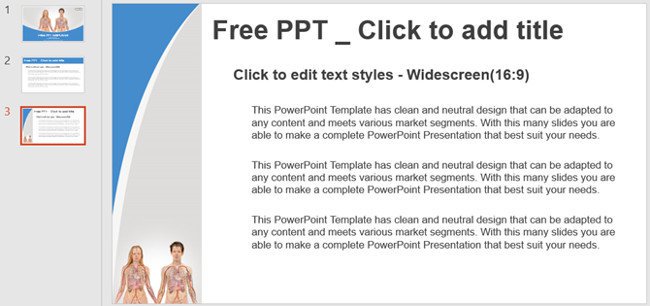 1
2
3
Free PPT _ Click to add title
Click to edit text styles - Widescreen(16:9)
This PowerPoint Template has clean and neutral design that can be adapted to
any content and meets various market segments. With this many slides you are
able to make a complete PowerPoint Presentation that best suit your needs.
This PowerPoint Template has clean and neutral design that can be adapted to
any content and meets various market segments. With this many slides you are
able to make a complete PowerPoint Presentation that best suit your needs.
This PowerPoint Template has clean and neutral design that can be adapted to
any content and meets various market segments. With this many slides you are
able to make a complete PowerPoint Presentation that best suit your needs.